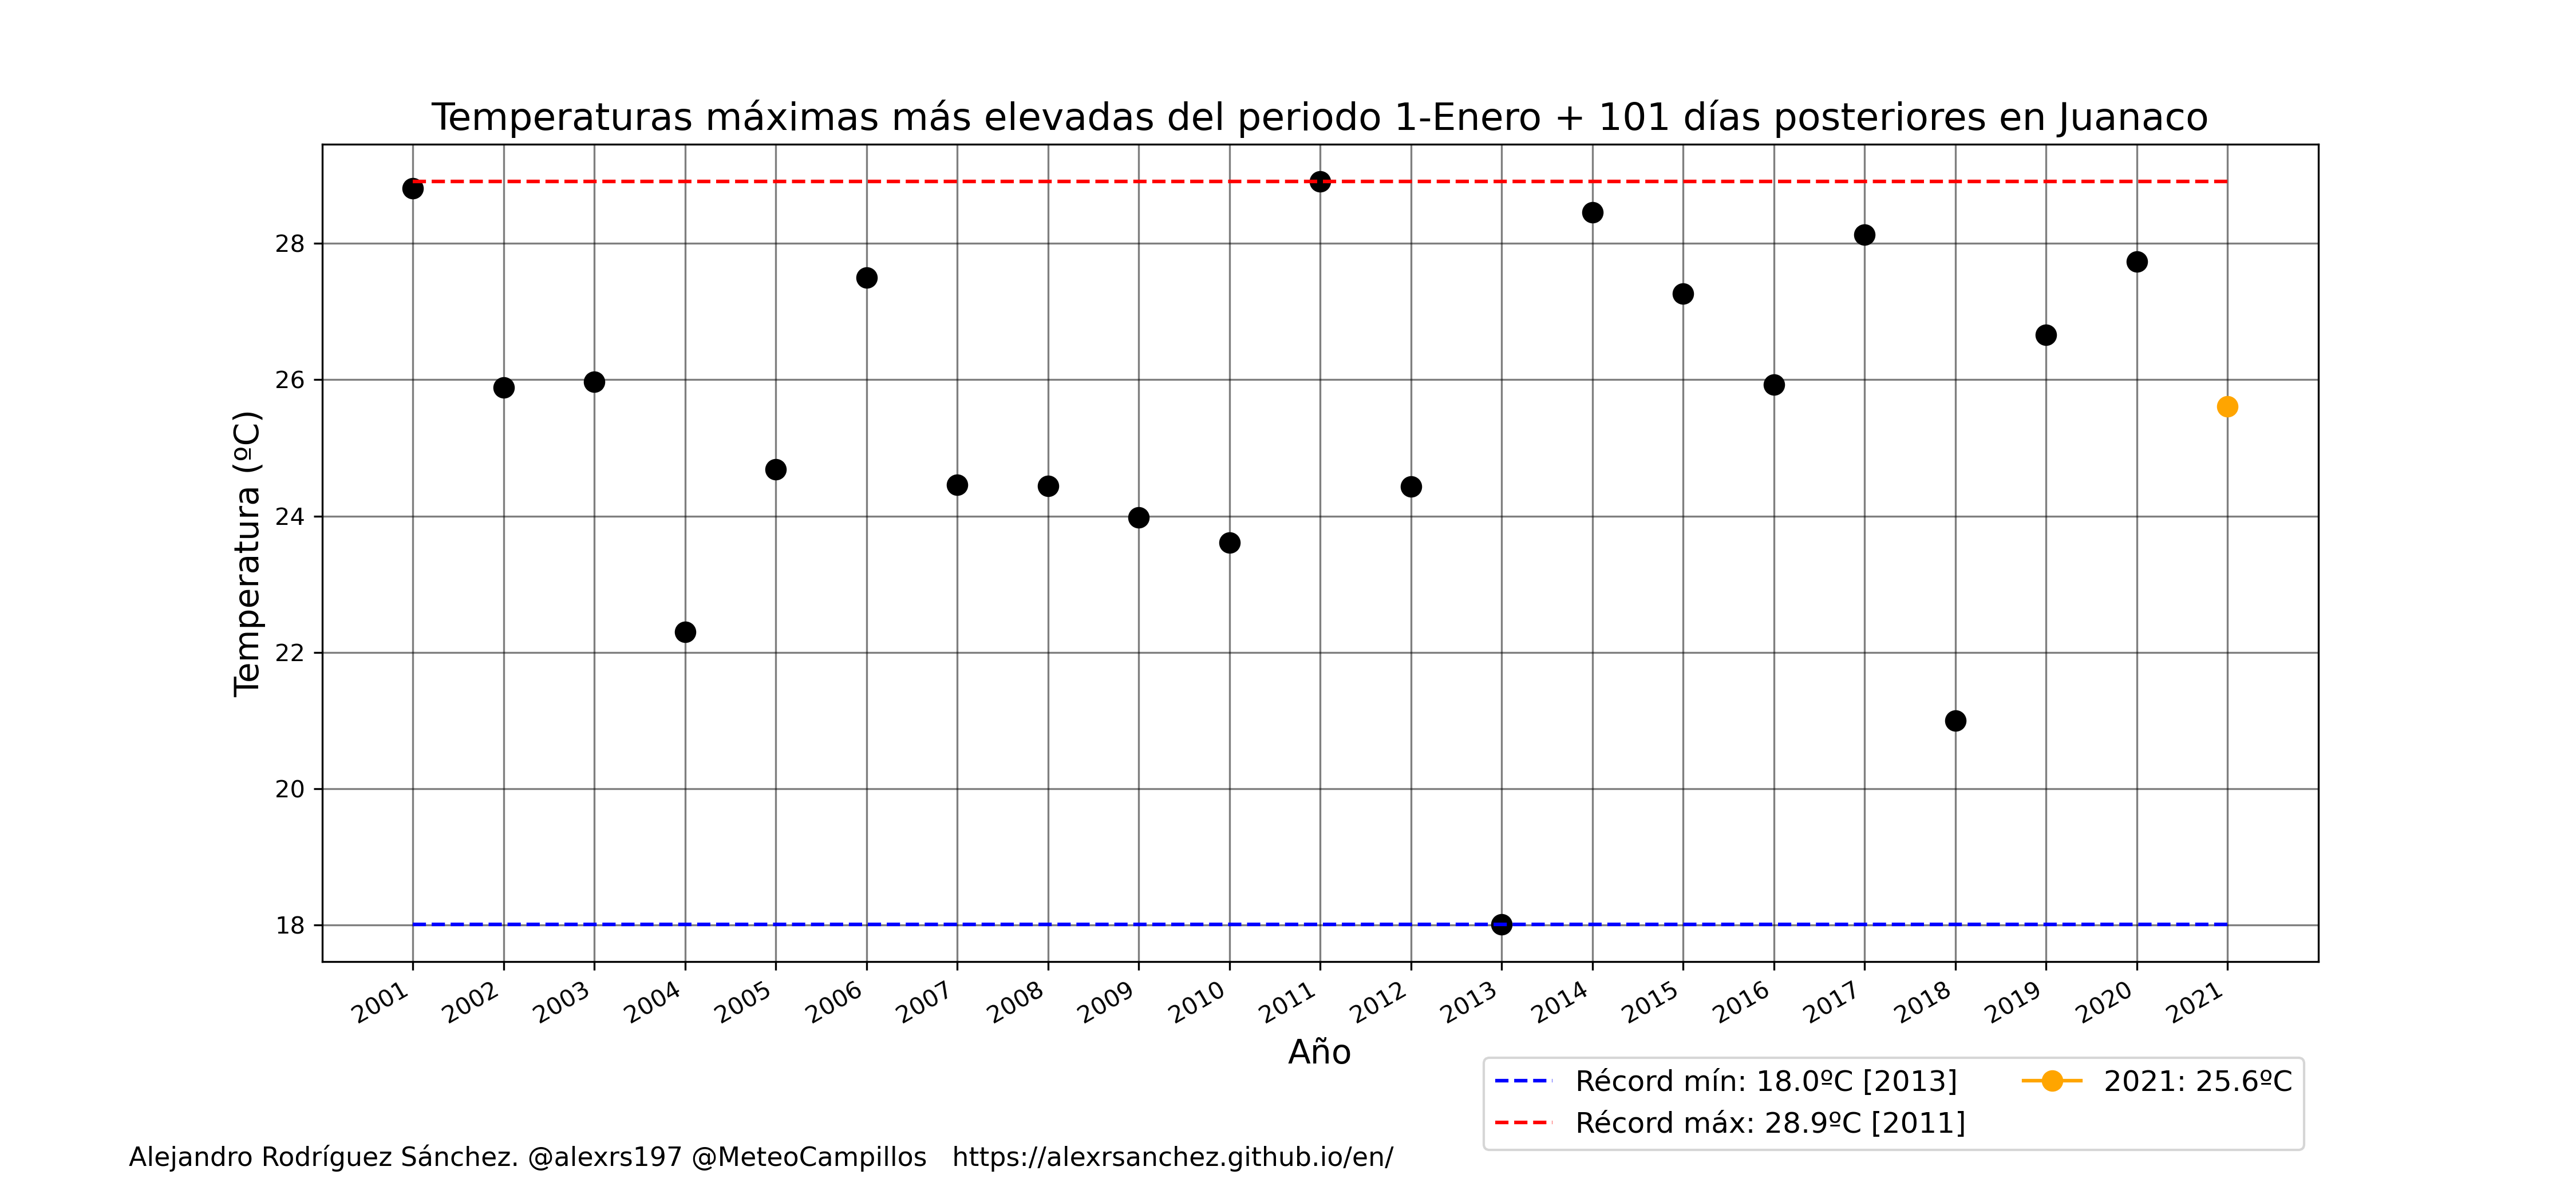 Temperaturas máximas más elevadas del periodo 1-Enero + 101 días posteriores en Juanaco
Temperatura (ºC)
28
26
24
22
20
18
2001 2002 2003 2004 2005 2006 2007 2008 2009 2010 2011 2012 2013 2014 2015 2016 2017 2018 2019 2020 2021
Año
Récord mín: 18.0ºC [2013] 2021: 25.6ºC
Récord máx: 28.9ºC [2011]
Alejandro Rodríguez Sánchez. @alexrs197 @MeteoCampillos https://alexrsanchez.github.io/en/